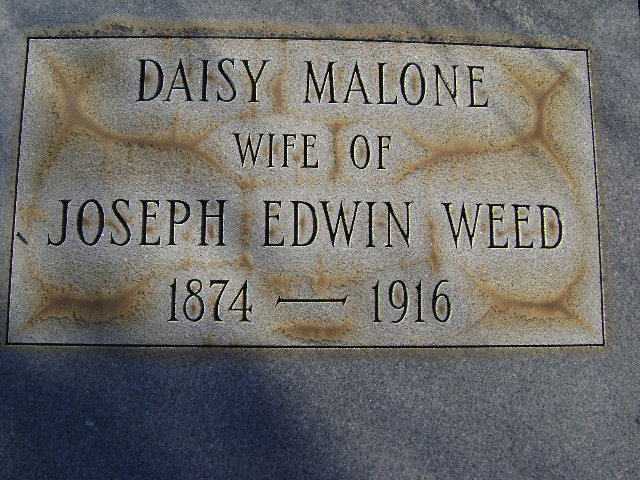 DAISY MALONE
WIFE OF
JOSEPH EDWIN WEED
1874 — 1916